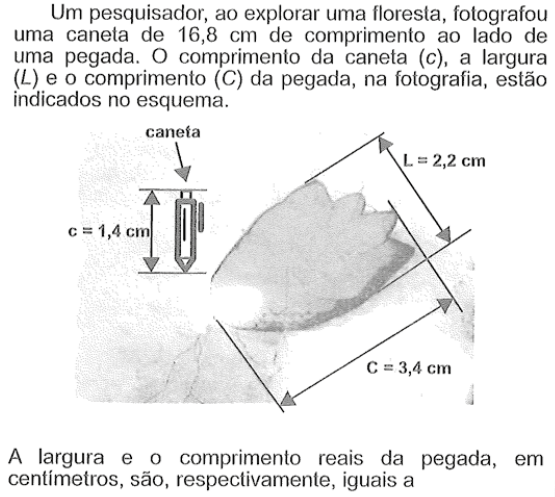 Um pesquisador, ao explorar uma floresta, fotografou
uma caneta de 16,8 cm de comprimento ao lado de
uma pegada. O comprimento da caneta (c), a largura
(L) e o comprimento (C) da pegada, na fotografia, estão
indicados no esquema.
caneta
L = 2,2 cm
c = 1,4 cm
C = 3,4 cm
A largura e o comprimento reais da pegada, em
centímetros, são, respectivamente, iguais a